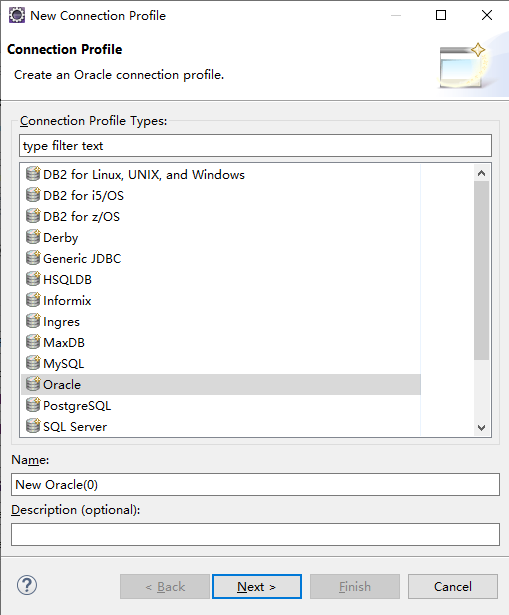 New Connection Profile
Connection Profile
Create an Oracle connection profile.
Connection Profile Types:
type filter text
DB2 for Linux, UNIX, and Windows
DB2 for i5/OS
DB2 for z/OS
Derby
Generic JDBC
HSQLDB
Informix
Ingres
MaxDB
MySQL
Oracle
PostgreSQL
SQL Server
Name:
New Oracle(0)
Description (optional):
? < Back Next > Finish Cancel